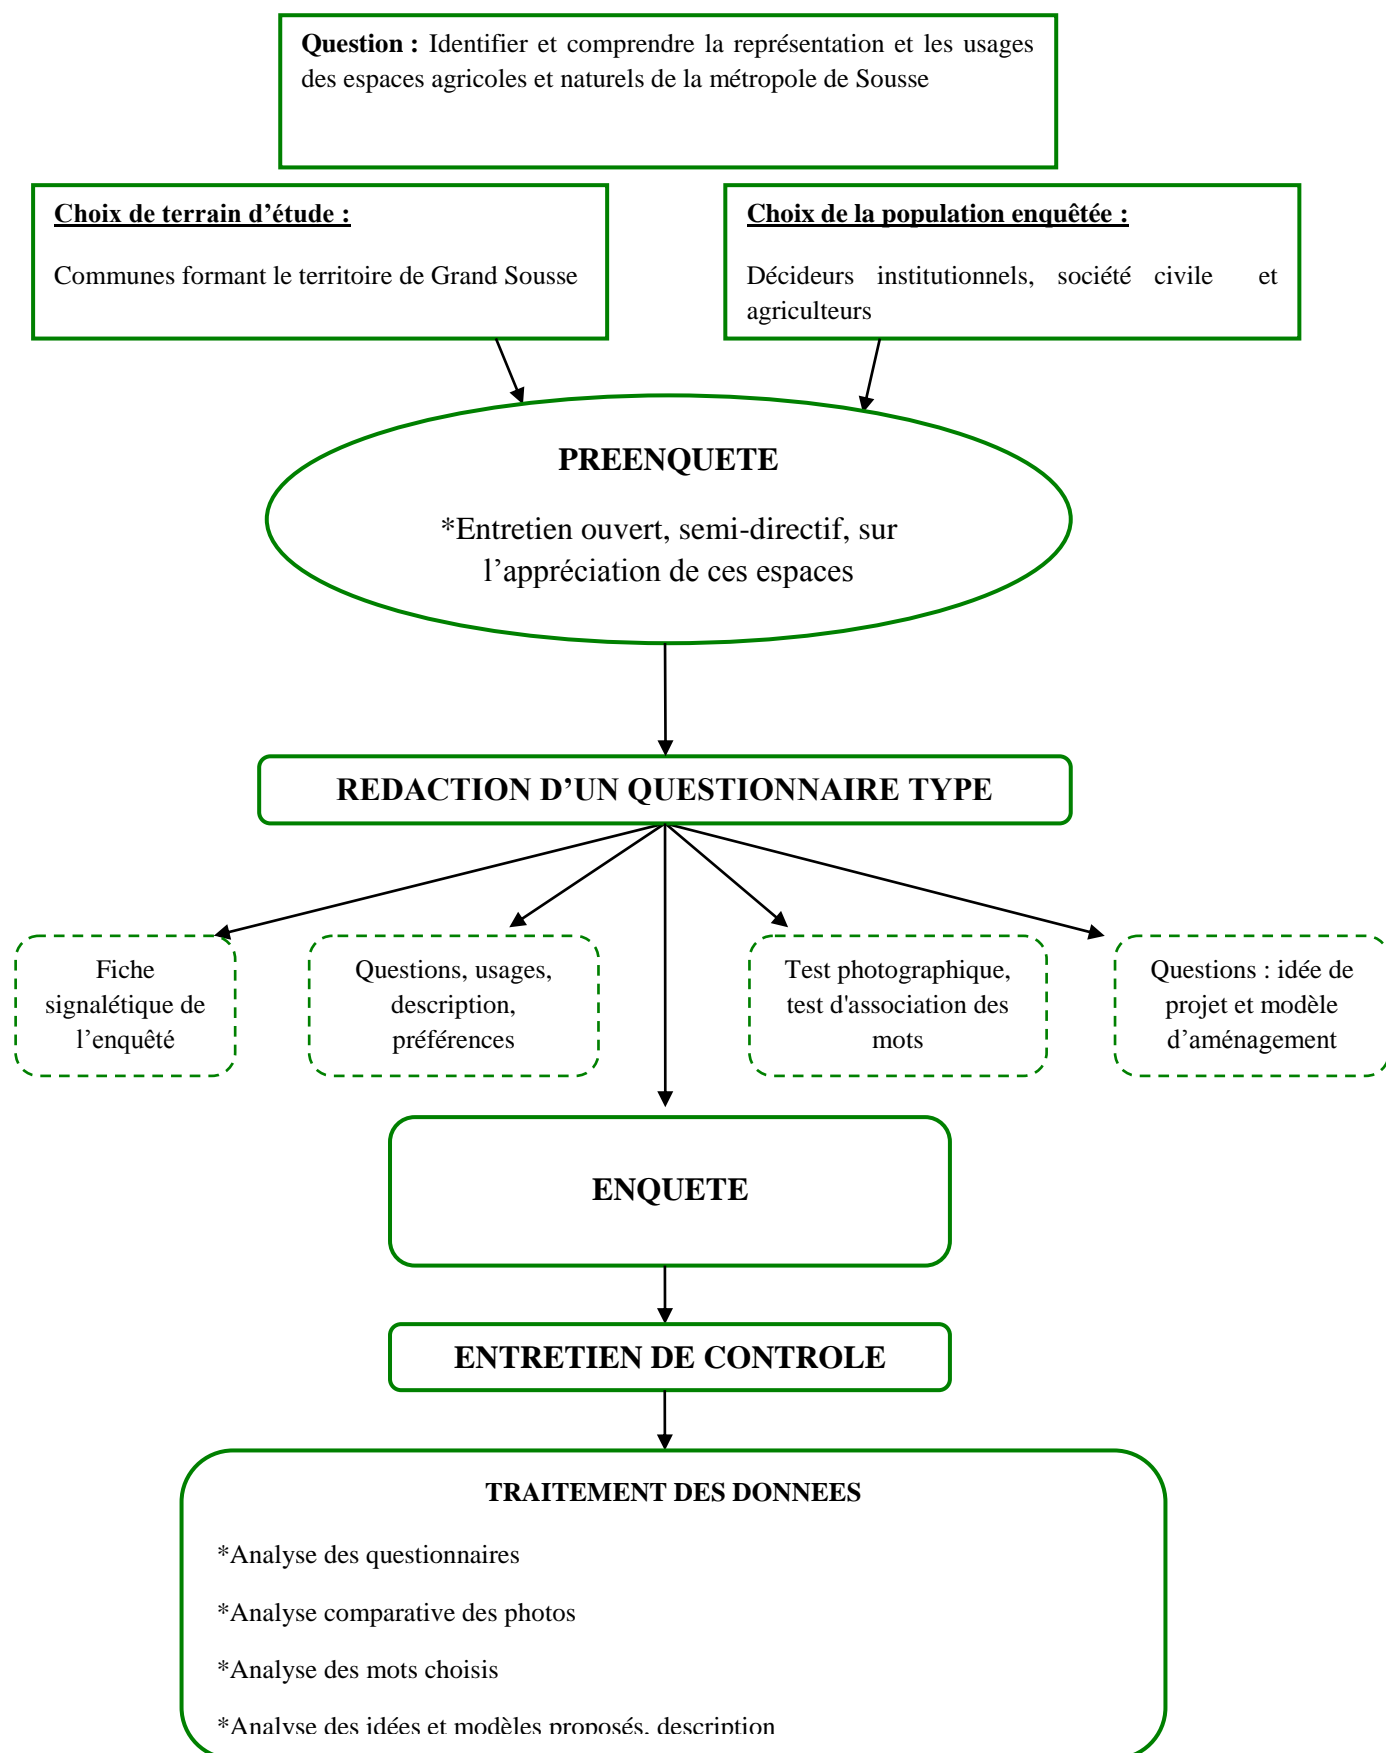 Question : Identifier et comprendre la représentation et les usages
des espaces agricoles et naturels de la métropole de Sousse
Choix de terrain d’étude :
Communes formant le territoire de Grand Sousse
Choix de la population enquêtée :
Décideurs institutionnels, société civile et
agriculteurs
PREENQUETE
*Entretien ouvert, semi-directif, sur
l’appréciation de ces espaces
REDACTION D’UN QUESTIONNAIRE TYPE
Fiche
signalétique de
l’enquêté
Questions, usages,
description,
préférences
Test photographique,
test d'association des
mots
Questions : idée de
projet et modèle
d’aménagement
ENQUETE
ENTRETIEN DE CONTROLE
TRAITEMENT DES DONNEES
*Analyse des questionnaires
*Analyse comparative des photos
*Analyse des mots choisis
*Analyse des idées et modèles proposés, description